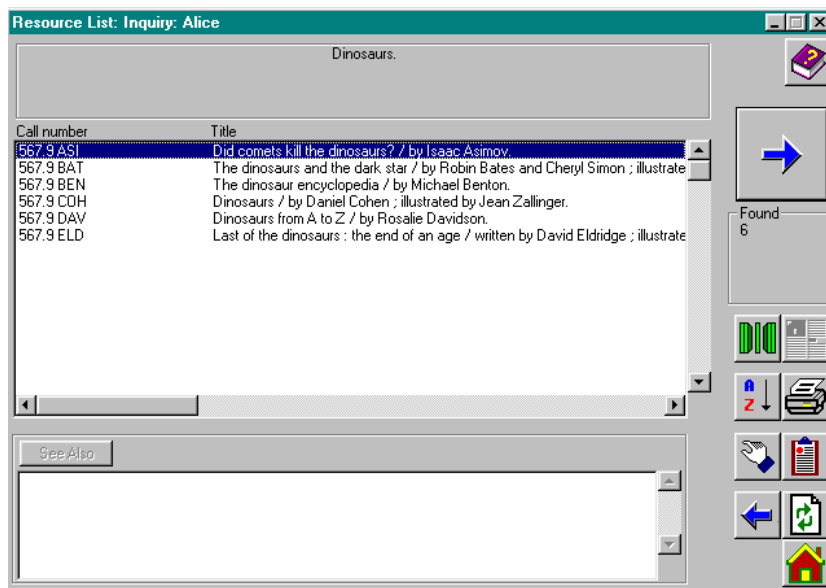 Resource List: Inquiry: Alice
Dinosaurs.
Call number Title
567.9 ASI Did comets kill the dinosaurs? / by Isaac Asimov.
567.9 BAT The dinosaurs and the dark star / by Robin Bates and Cheryl Simon ; illustrate
567.9 BEN The dinosaur encyclopedia / by Michael Benton.
567.9 COH Dinosaurs / by Daniel Cohen ; illustrated by Jean Zallinger.
567.9 DAV Dinosaurs from A to Z / by Rosalie Davidson.
567.9 ELD Last of the dinosaurs : the end of an age / written by David Eldridge ; illustrate
Found
6
A
Z
See Also